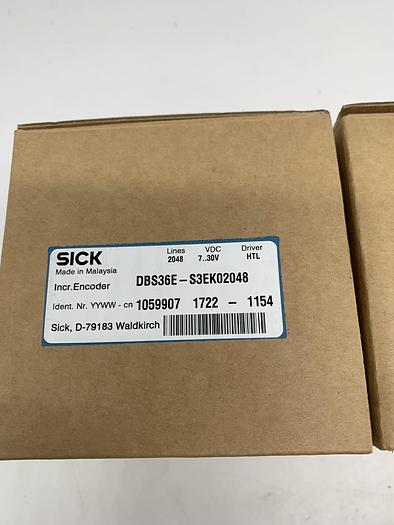 SICK
Made in Malaysia
Lines VDC Driver
2048 7..30V HTL
Incr.Encoder DBS36E-S3EK02048
Ident. Nr. YYWW - cn 1059907 1722 - 1154
Sick, D-79183 Waldkirch